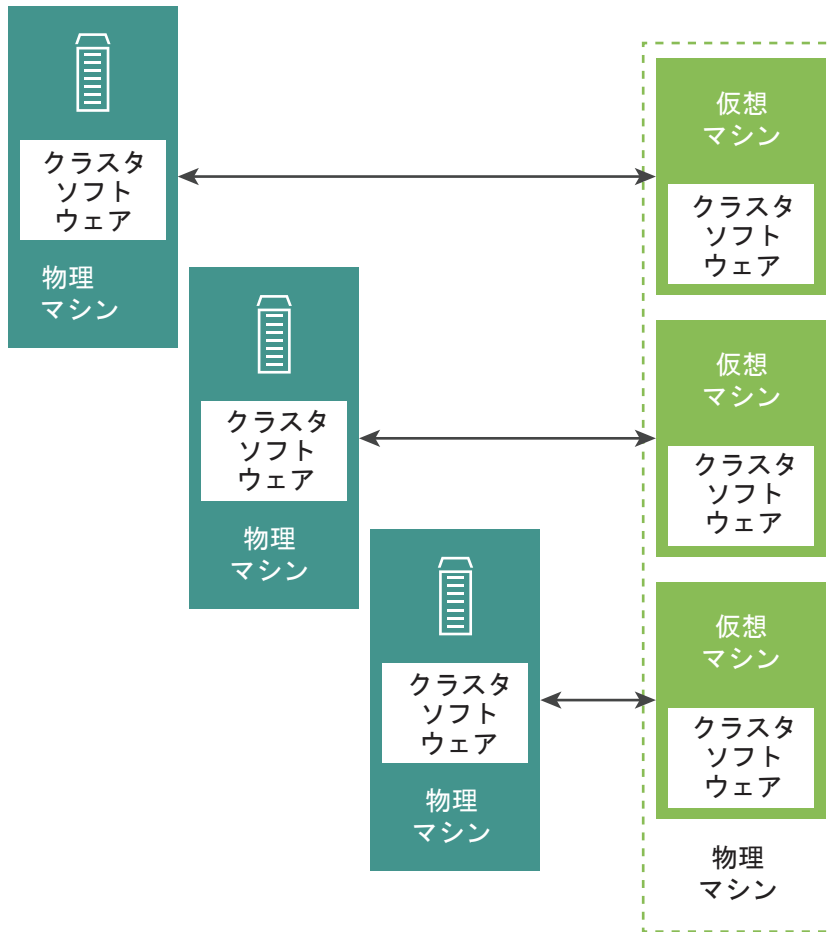 クラスタ
ソフト
ウェア
物理
マシン
仮想
マシン
クラスタ
ソフト
ウェア
クラスタ
ソフト
ウェア
物理
マシン
仮想
マシン
クラスタ
ソフト
ウェア
クラスタ
ソフト
ウェア
物理
マシン
仮想
マシン
クラスタ
ソフト
ウェア
物理
マシン